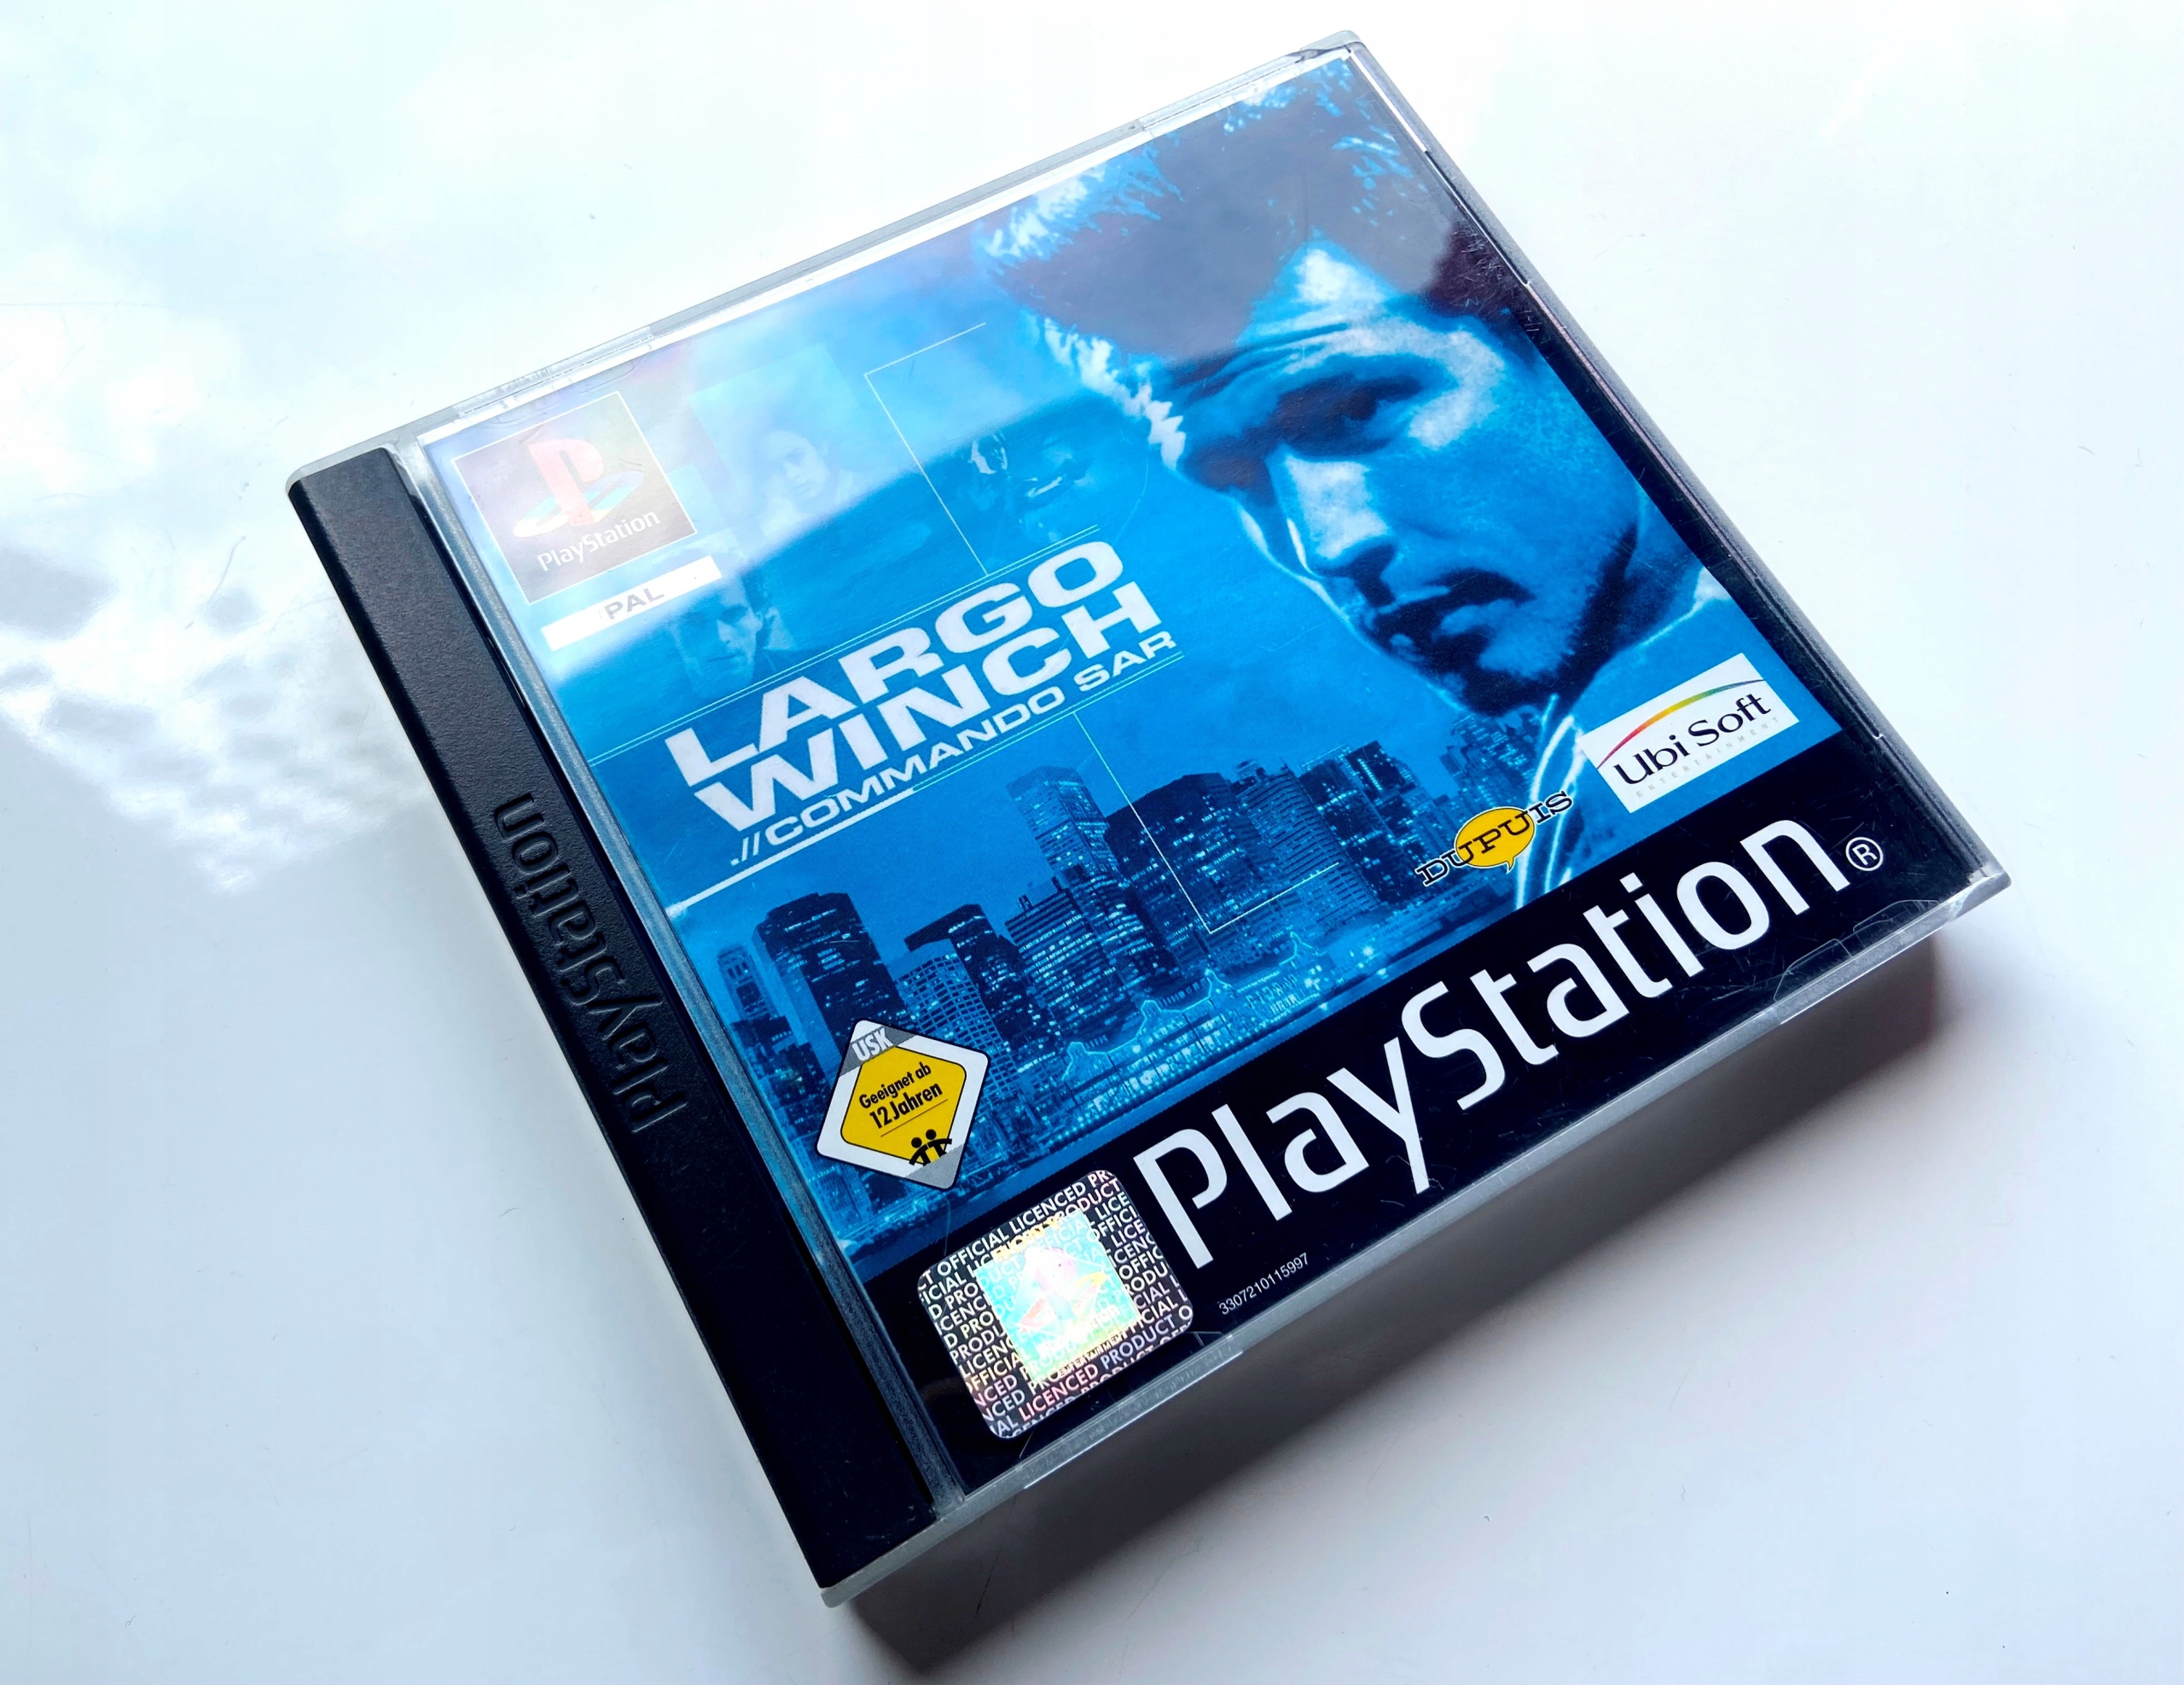 PlayStation
PAL
LARGO
WINCH
.//COMMANDO SAR
Ubi Soft
ENTERTAINMENT
DUPUIS
PlayStation
USK
Geeignet ab
12 Jahren
PlayStation®
3307210115997
OFFICIAL LICENCED PRODUCT